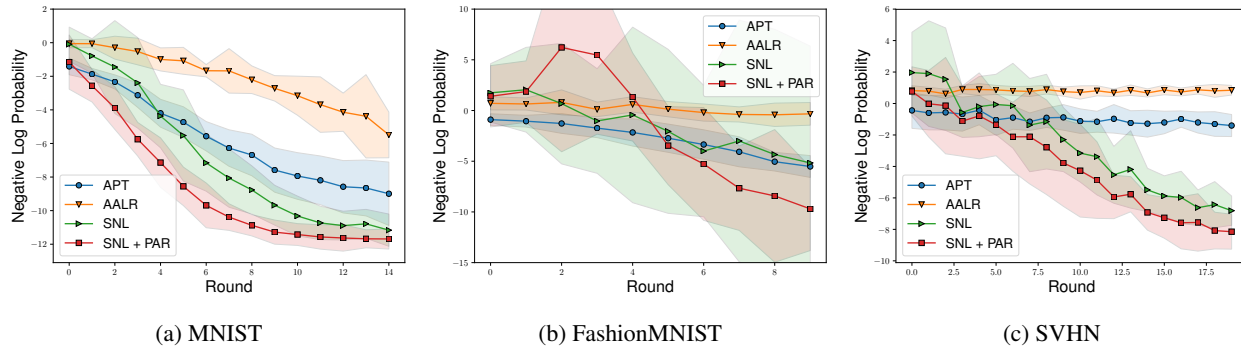 2
0
−2
−4
−6
−8
−10
−12
Negative Log Probability
APT
AALR
SNL
SNL + PAR
0 2 4 6 8 10 12 14
Round
(a) MNIST
10
5
0
−5
−10
−15
Negative Log Probability
APT
AALR
SNL
SNL + PAR
0 2 4 6 8
Round
(b) FashionMNIST
6
4
2
0
−2
−4
−6
−8
−10
Negative Log Probability
APT
AALR
SNL
SNL + PAR
0.0 2.5 5.0 7.5 10.0 12.5 15.0 17.5
Round
(c) SVHN